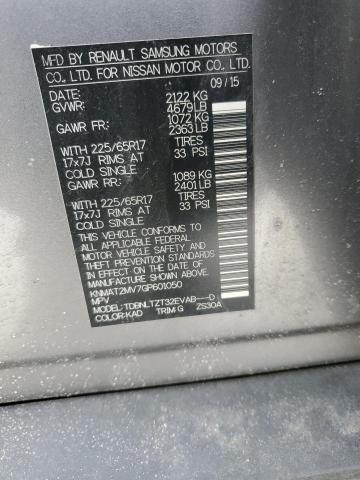 MFD BY RENAULT SAMSUNG MOTORS
CO., LTD. FOR NISSAN MOTOR CO., LTD.
09/15
DATE:
GVWR: 2122 KG
4679 LB
GAWR FR: 1072 KG
2363 LB
WITH 225/65R17 TIRES
17x7J RIMS AT 33 PSI
COLD SINGLE
GAWR RR: 1089 KG
2401 LB
WITH 225/65R17 TIRES
17x7J RIMS AT 33 PSI
COLD SINGLE
THIS VEHICLE CONFORMS TO
ALL APPLICABLE FEDERAL
MOTOR VEHICLE SAFETY AND
THEFT PREVENTION STANDARDS
IN EFFECT ON THE DATE OF
MANUFACTURE SHOWN ABOVE.
KNMAT2MV7GP601050
MPV
MODEL: TDBNLTZT32EVAB---D
COLOR:KAD TRIM:G ZS30A